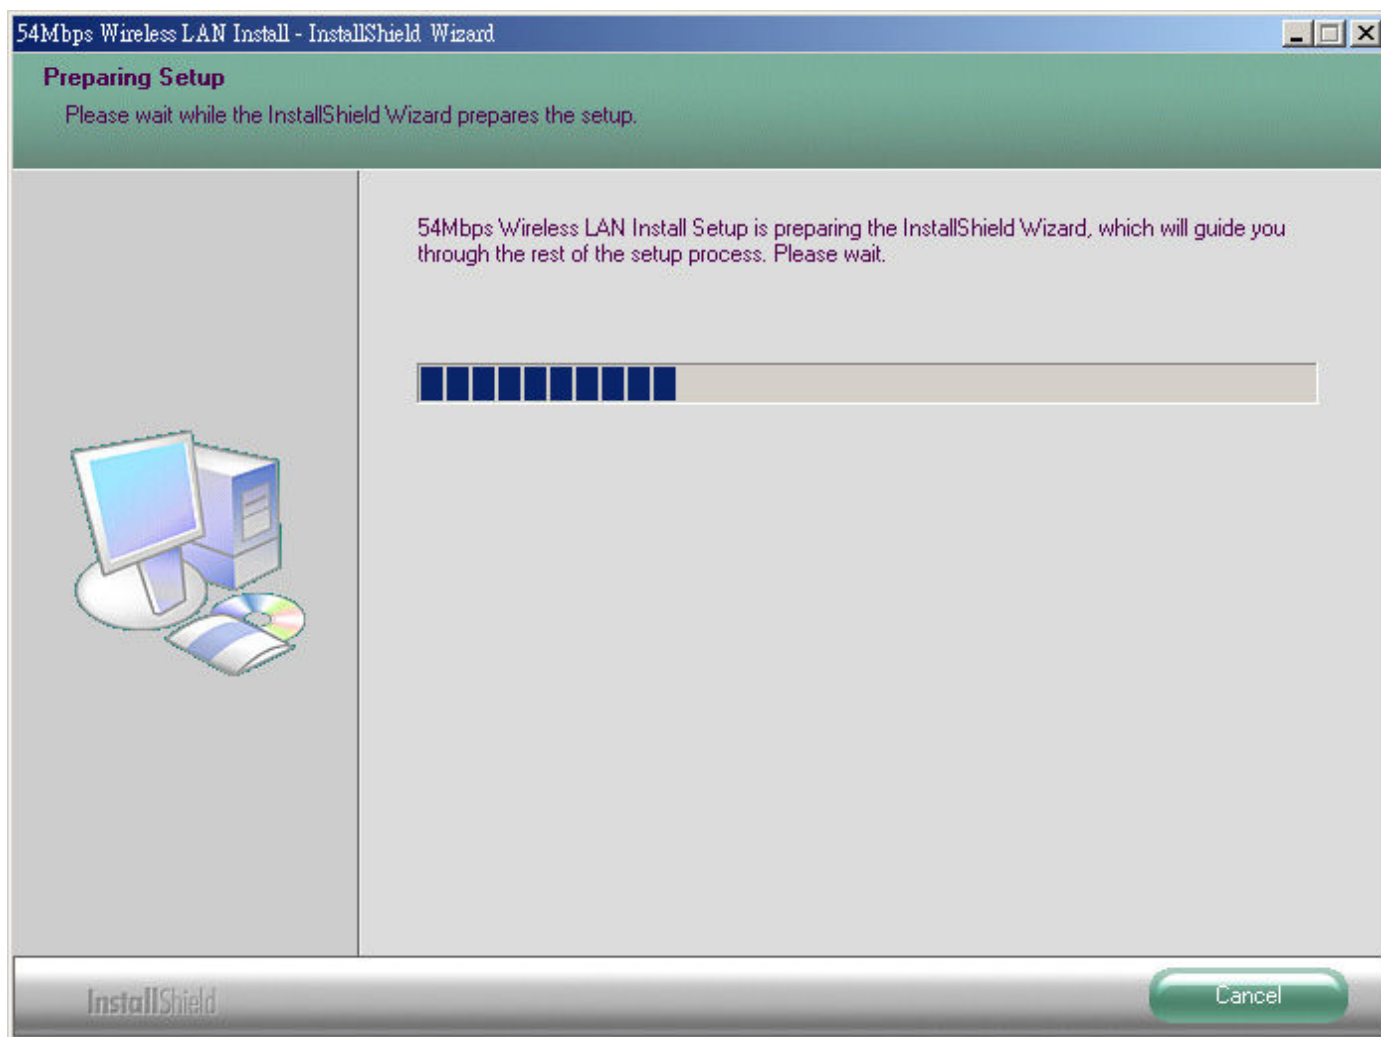 54Mbps Wireless LAN Install - InstallShield Wizard
Preparing Setup
Please wait while the InstallShield Wizard prepares the setup.
54Mbps Wireless LAN Install Setup is preparing the InstallShield Wizard, which will guide you
through the rest of the setup process. Please wait.
InstallShield
Cancel